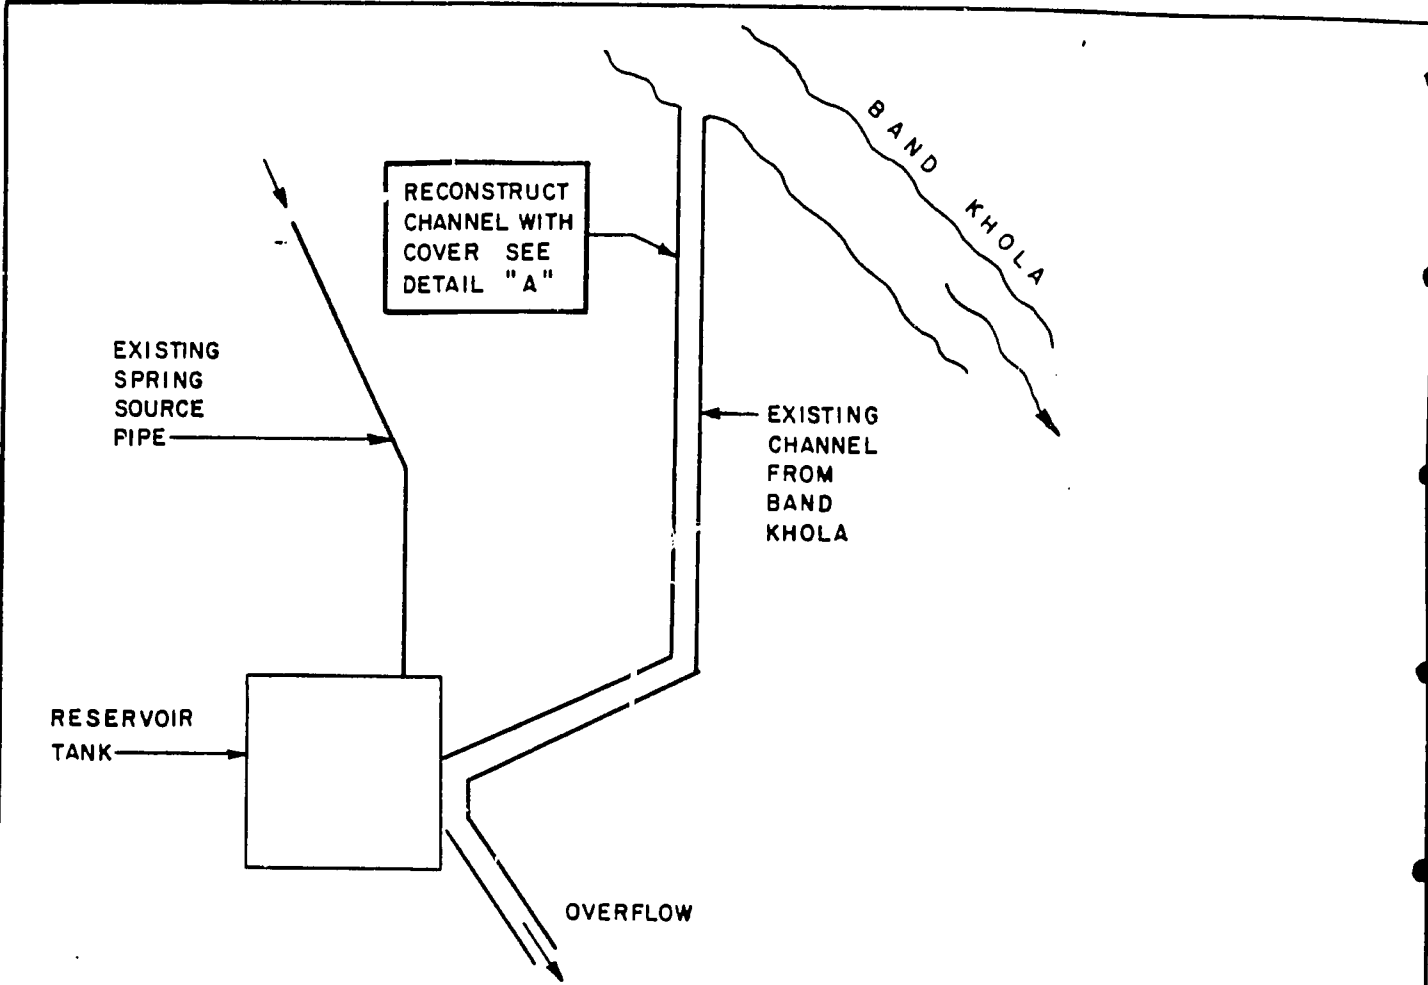 BAND KHOLA
RECONSTRUCT
CHANNEL WITH
COVER SEE
DETAIL "A"
EXISTING
SPRING
SOURCE
PIPE
EXISTING
CHANNEL
FROM
BAND
KHOLA
RESERVOIR
TANK
OVERFLOW